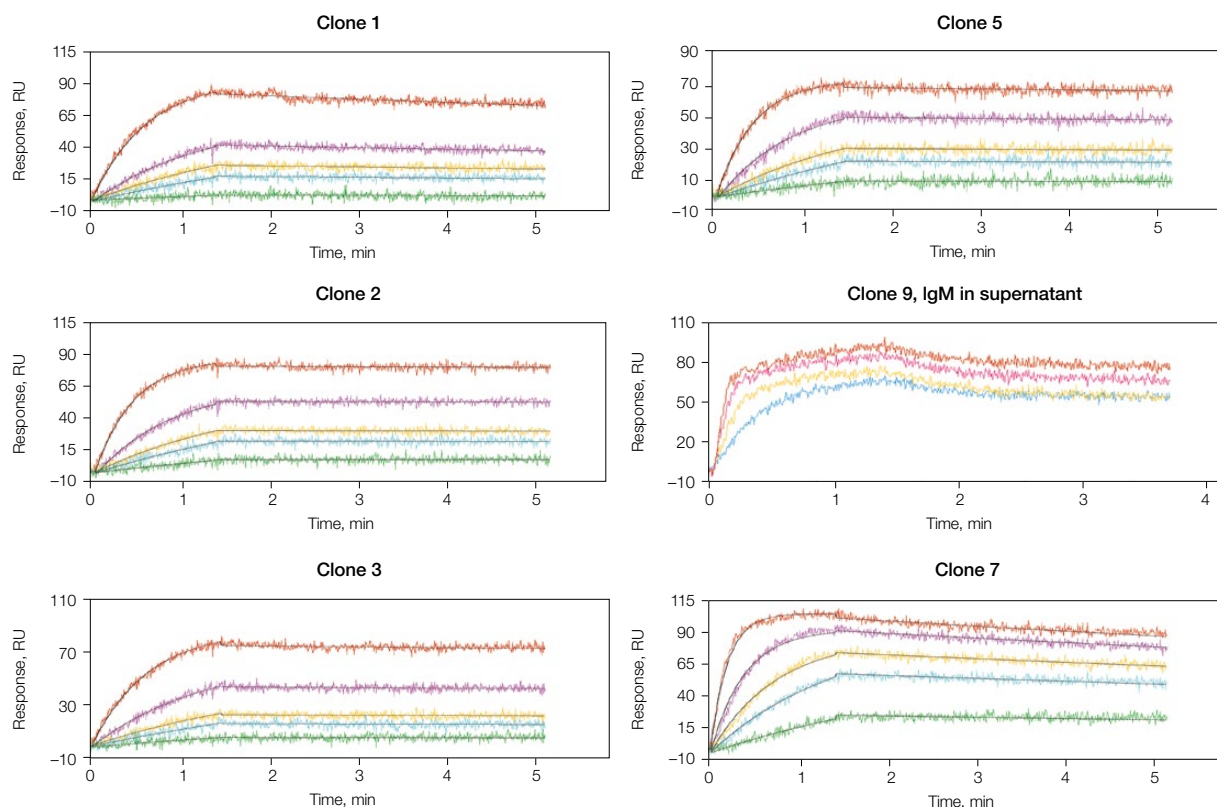 Clone 1
Response, RU
115
90
65
40
15
–10
0 1 2 3 4 5
Time, min
Clone 5
Response, RU
90
70
50
30
10
–10
0 1 2 3 4 5
Time, min
Clone 2
Response, RU
115
90
65
40
15
–10
0 1 2 3 4 5
Time, min
Clone 9, IgM in supernatant
Response, RU
110
80
50
20
–10
0 1 2 3 4
Time, min
Clone 3
Response, RU
110
70
30
–10
0 1 2 3 4 5
Time, min
Clone 7
Response, RU
115
90
65
40
15
–10
0 1 2 3 4 5
Time, min